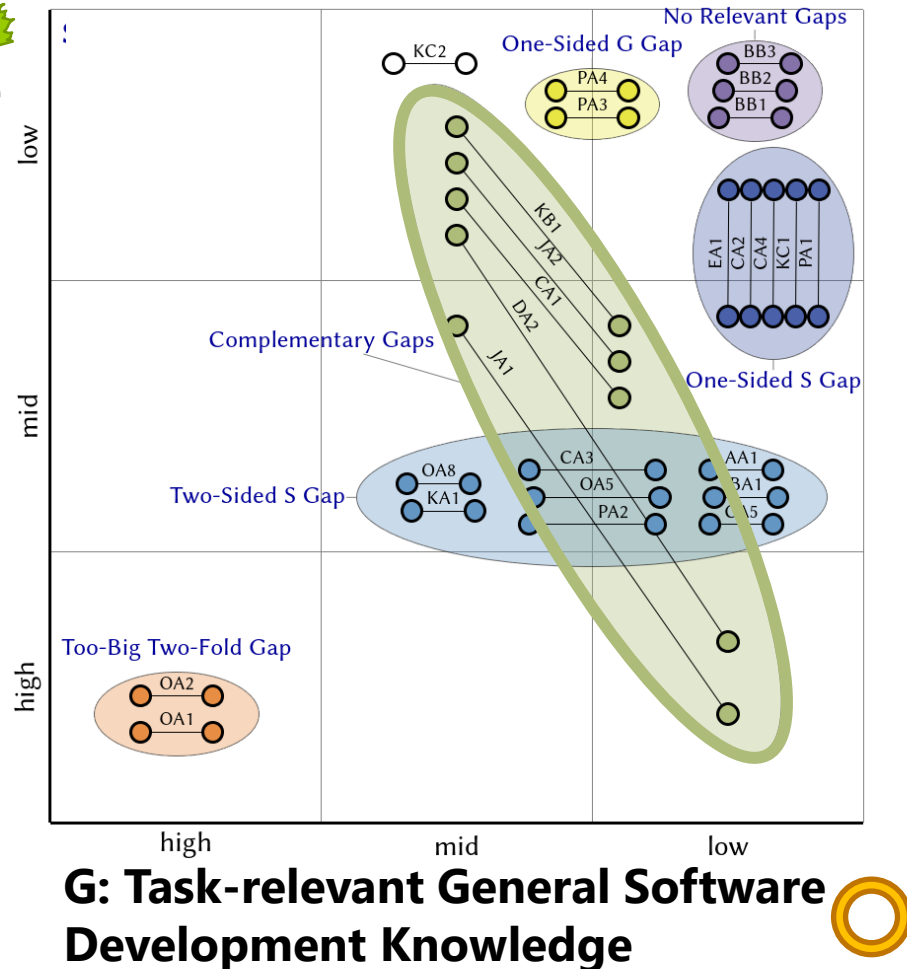 No Relevant Gaps
One-Sided G Gap
KC2
BB3
BB2
BB1
PA4
PA3
low
KB1
JA2
CA1
DA2
JA1
EA1
CA2
CA4
KC1
PA1
Complementary Gaps
One-Sided S Gap
mid
Two-Sided S Gap
OA8
KA1
CA3
OA5
PA2
AA1
BA1
Too-Big Two-Fold Gap
OA2
OA1
high
high
mid
low
G: Task-relevant General Software
Development Knowledge